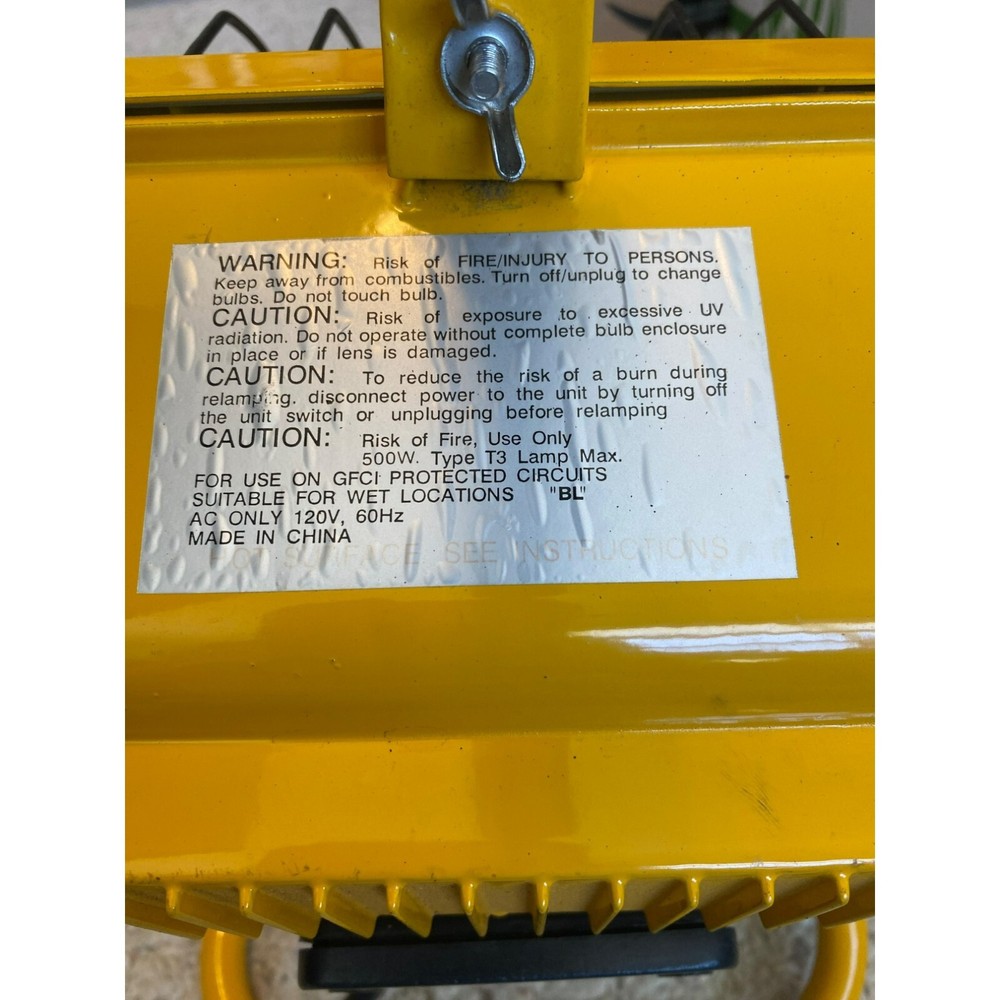 WARNING: Risk of FIRE/INJURY TO PERSONS.
Keep away from combustibles. Turn off/unplug to change
bulbs. Do not touch bulb.
CAUTION: Risk of exposure to excessive UV
radiation. Do not operate without complete bulb enclosure
in place or if lens is damaged.
CAUTION: To reduce the risk of a burn during
relamping, disconnect power to the unit by turning off
the unit switch or unplugging before relamping
CAUTION: Risk of Fire, Use Only
500W. Type T3 Lamp Max.
FOR USE ON GFCI PROTECTED CIRCUITS
SUITABLE FOR WET LOCATIONS "BL"
AC ONLY 120V, 60Hz
MADE IN CHINA
HOT SURFACE SEE INSTRUCTIONS